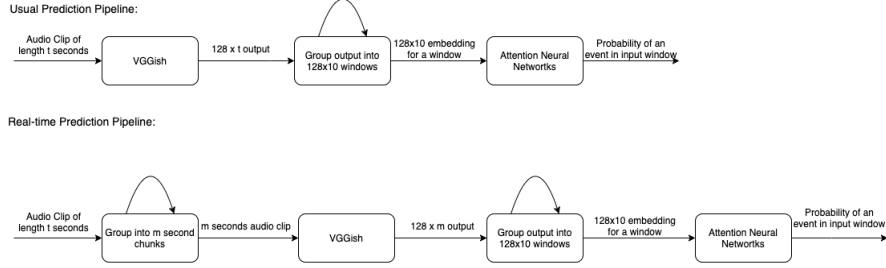 Usual Prediction Pipeline:
Audio Clip of
length t seconds
VGGish
128 x t output
Group output into
128x10 windows
128x10 embedding
for a window
Attention Neural
Networtks
Probability of an
event in input window
Real-time Prediction Pipeline:
Audio Clip of
length t seconds
Group into m second
chunks
m seconds audio clip
VGGish
128 x m output
Group output into
128x10 windows
128x10 embedding
for a window
Attention Neural
Networtks
Probability of an
event in input window